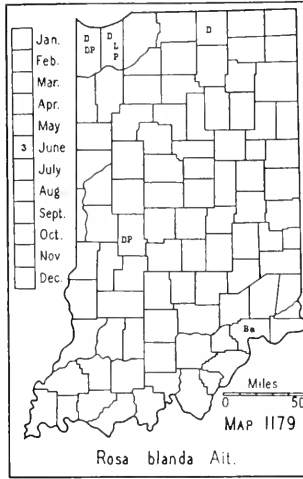 Jan.
Feb.
Mar.
Apr.
May
3 June
July
Aug
Sept.
Oct.
Nov
Dec.
D
DP
D
L
P
D
DP
Ba
Miles
0 50
MAP 1179
Rosa blanda Ait.